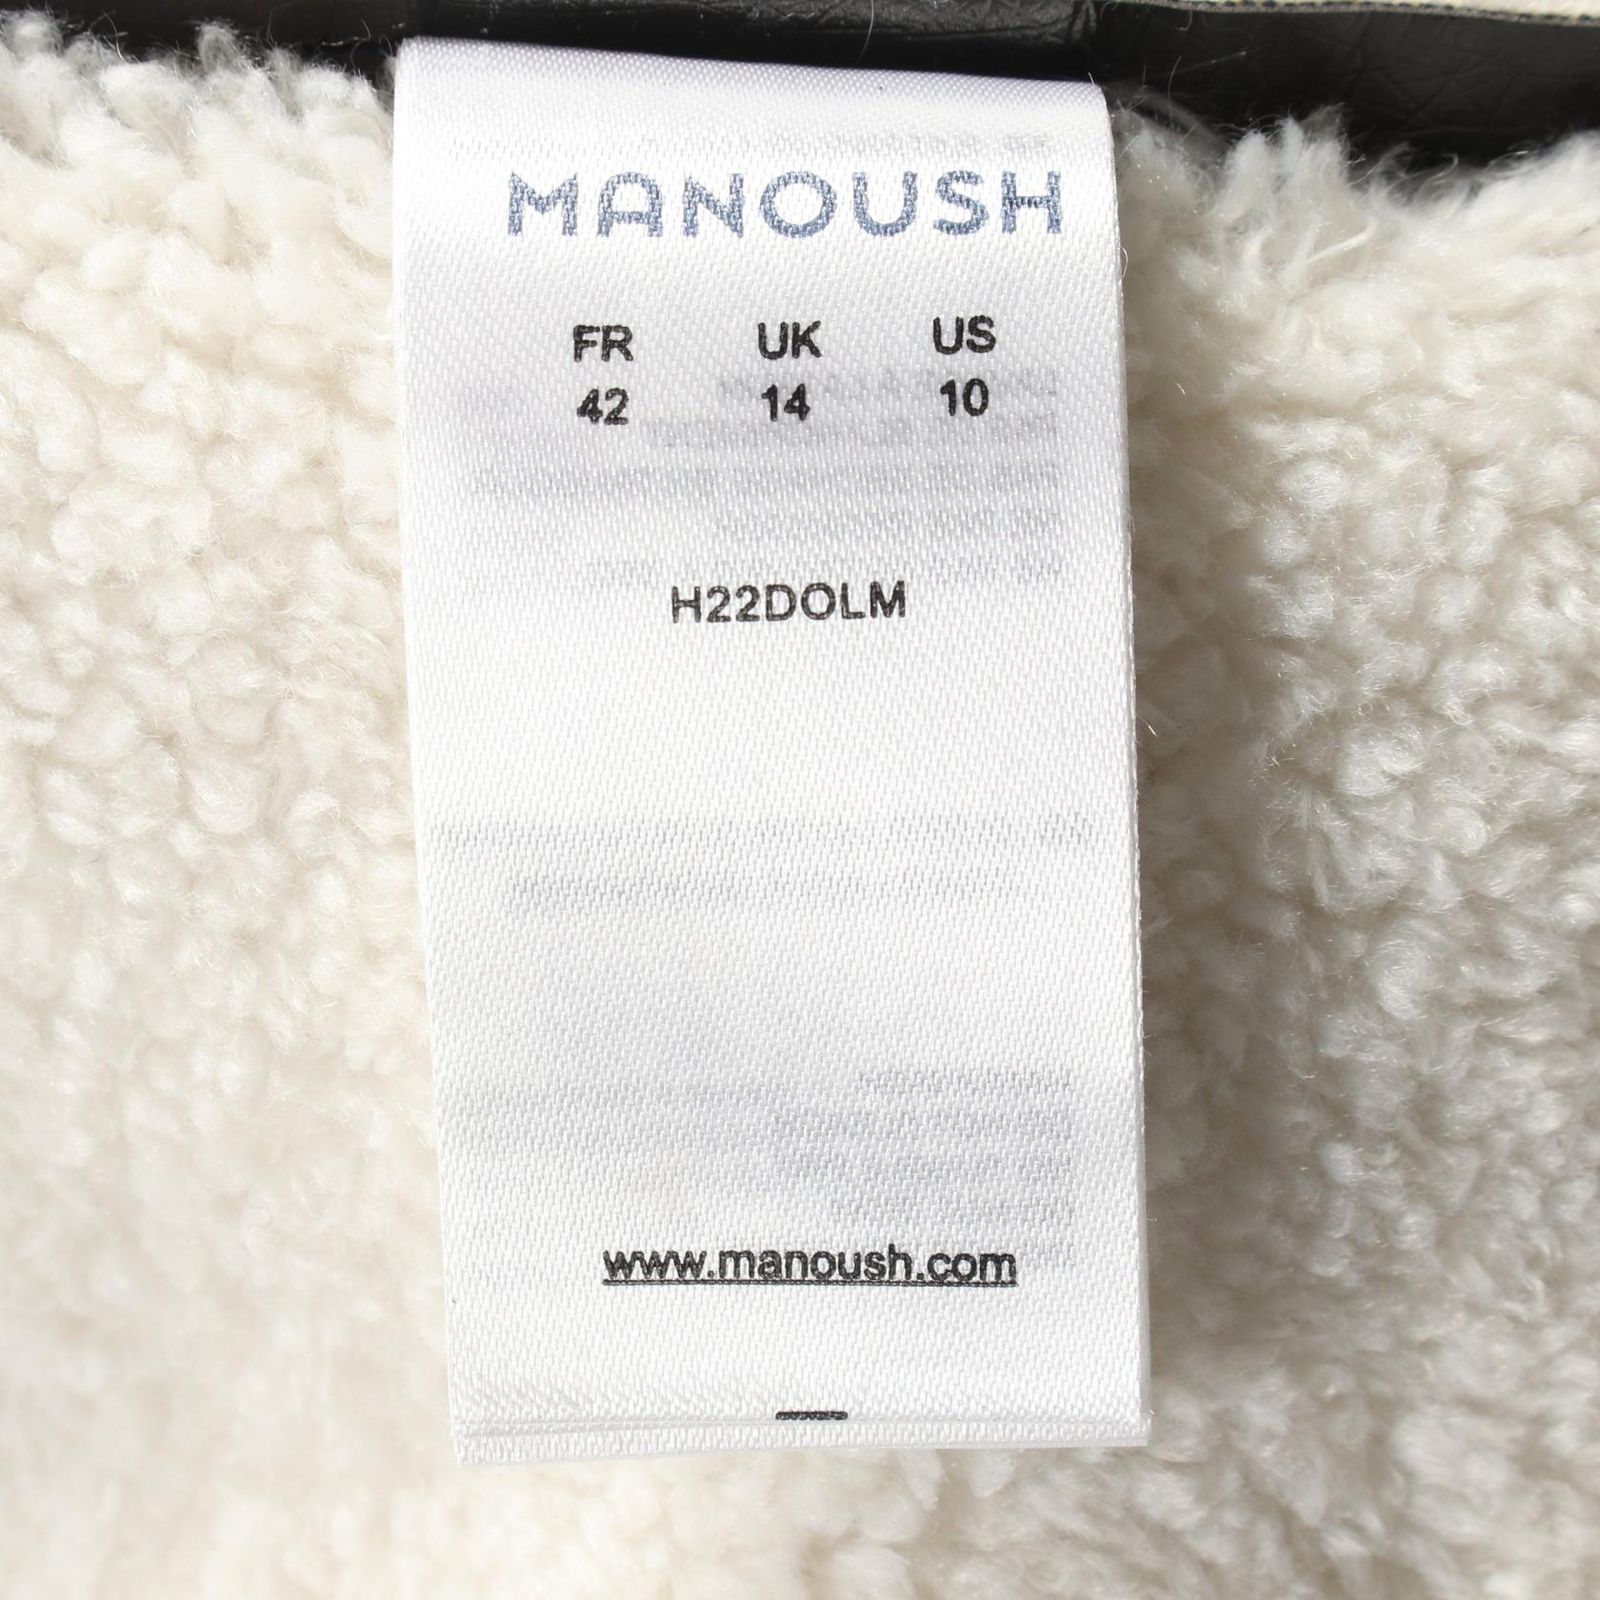 MANOUSH
FR UK US
42 14 10
H22DOLM
www.manoush.com